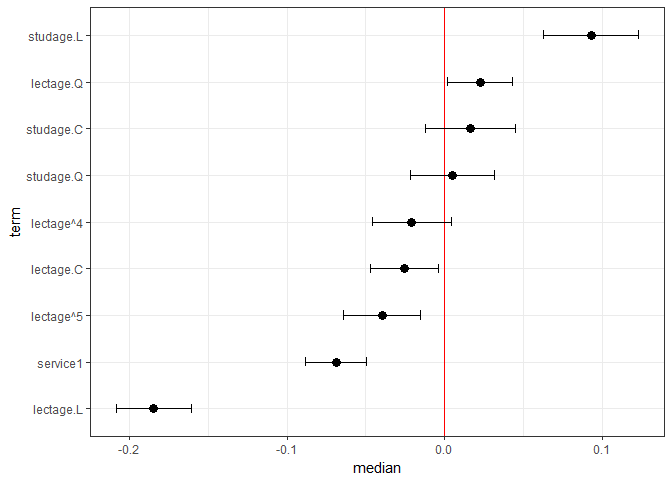 studage.L
lectage.Q
studage.C
studage.Q
lectage^4
lectage.C
lectage^5
service1
lectage.L
term
-0.2 -0.1 0.0 0.1
median